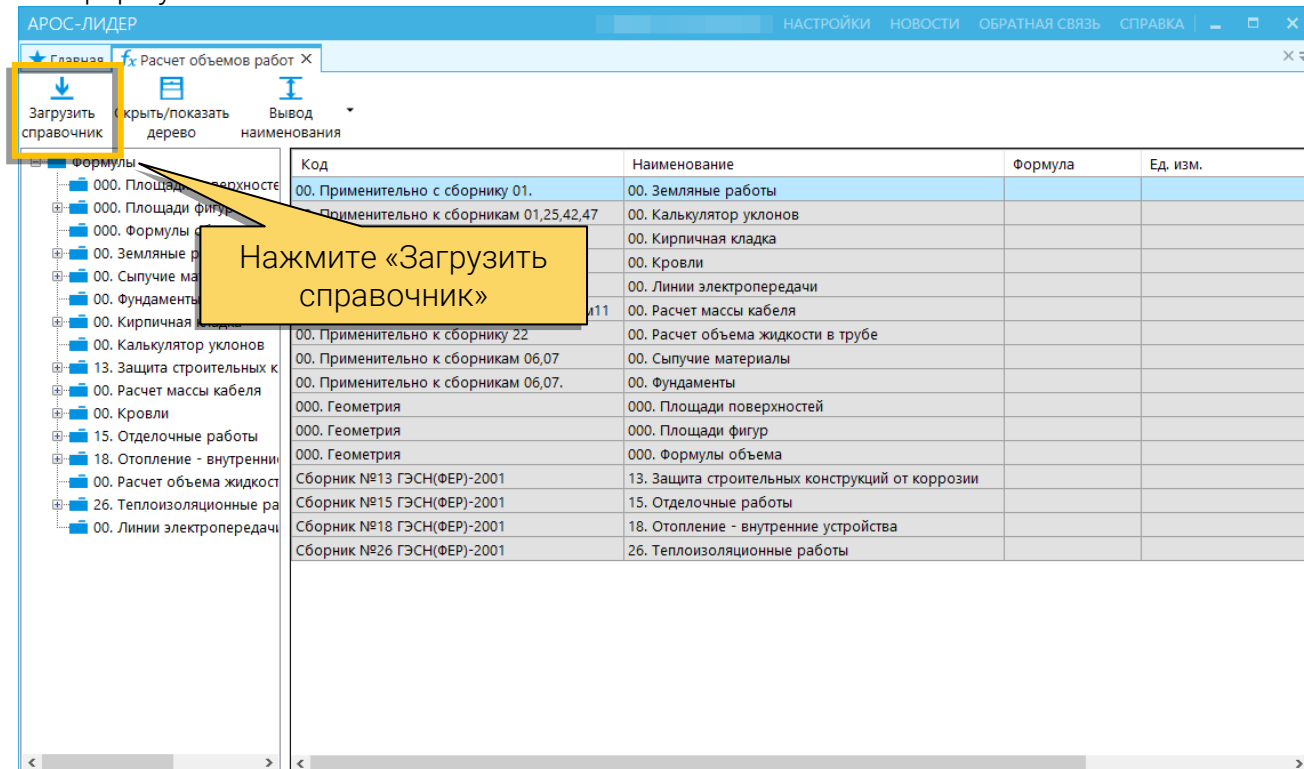 АРОС-ЛИДЕР НАСТРОЙКИ НОВОСТИ ОБРАТНАЯ СВЯЗЬ СПРАВКА
Главная fx Расчет объемов работ
Загрузить справочник
Скрыть/показать дерево
Вывод наименования
Формулы
000. Площади поверхносте
000. Площади фигур
000. Формулы
00. Земляные р
00. Сыпучие ма
00. Фундаменты
00. Кирпичная кладка
00. Калькулятор уклонов
13. Защита строительных к
00. Расчет массы кабеля
00. Кровли
15. Отделочные работы
18. Отопление - внутренни
00. Расчет объема жидкост
26. Теплоизоляционные ра
00. Линии электропередачи
Нажмите «Загрузить
справочник»
Код Наименование Формула Ед. изм.
00. Применительно с сборнику 01. 00. Земляные работы
00. Применительно к сборникам 01,25,42,47 00. Калькулятор уклонов
00. Кирпичная кладка
00. Кровли
00. Линии электропередачи
м11 00. Расчет массы кабеля
00. Применительно к сборнику 22 00. Расчет объема жидкости в трубе
00. Применительно к сборникам 06,07 00. Сыпучие материалы
00. Применительно к сборникам 06,07. 00. Фундаменты
000. Геометрия 000. Площади поверхностей
000. Геометрия 000. Площади фигур
000. Геометрия 000. Формулы объема
Сборник №13 ГЭСН(ФЕР)-2001 13. Защита строительных конструкций от коррозии
Сборник №15 ГЭСН(ФЕР)-2001 15. Отделочные работы
Сборник №18 ГЭСН(ФЕР)-2001 18. Отопление - внутренние устройства
Сборник №26 ГЭСН(ФЕР)-2001 26. Теплоизоляционные работы